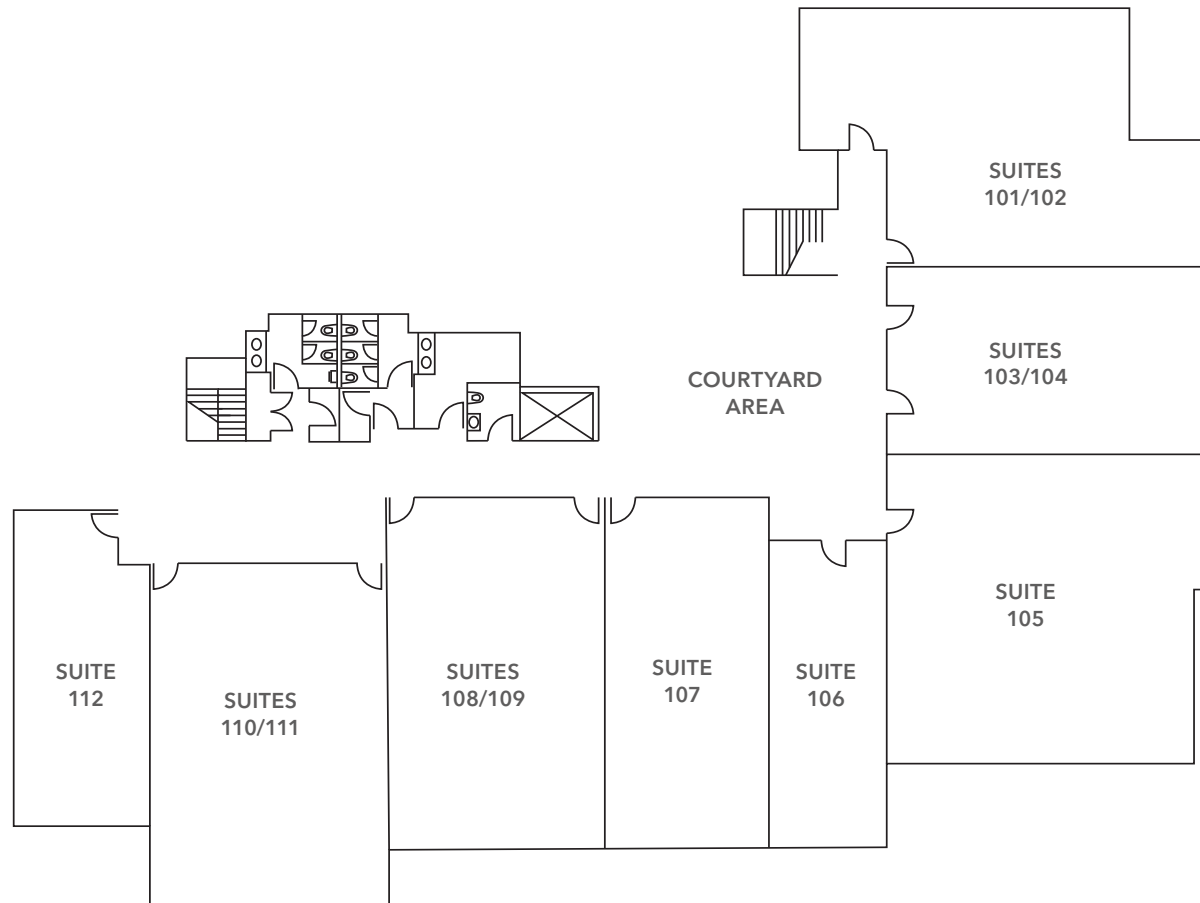 SUITES
101/102
SUITES
103/104
COURTYARD
AREA
SUITE
105
SUITE
112
SUITES
110/111
SUITES
108/109
SUITE
107
SUITE
106